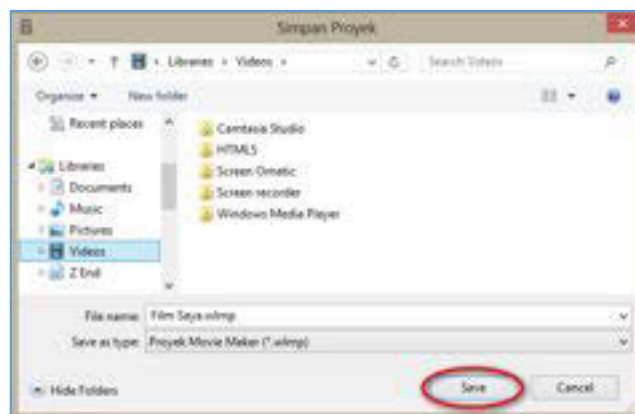 Simpan Proyek
Libraries Videos Search Videos
Organize New folder
Recent places
Libraries
Documents
Music
Pictures
Videos
Z End
Camtasia Studio
HTML5
Screen Omatic
Screen recorder
Windows Media Player
File name: Film Saya.wlmp
Save as type: Proyek Movie Maker (*.wlmp)
Hide Folders Save Cancel